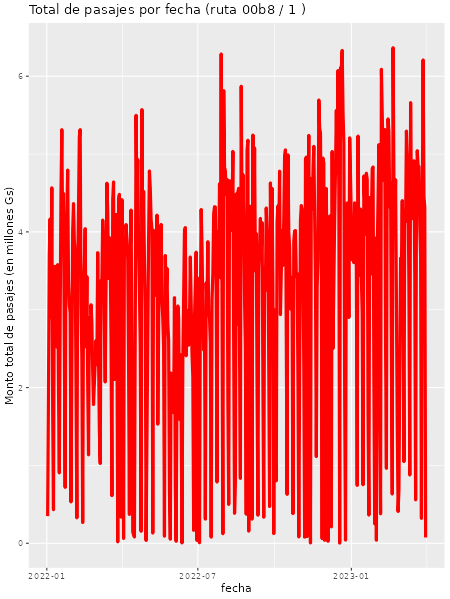 Total de pasajes por fecha (ruta 00b8 / 1 )
Monto total de pasajes (en millones Gs)
6
4
2
0
2022-01
2022-07
2023-01
fecha